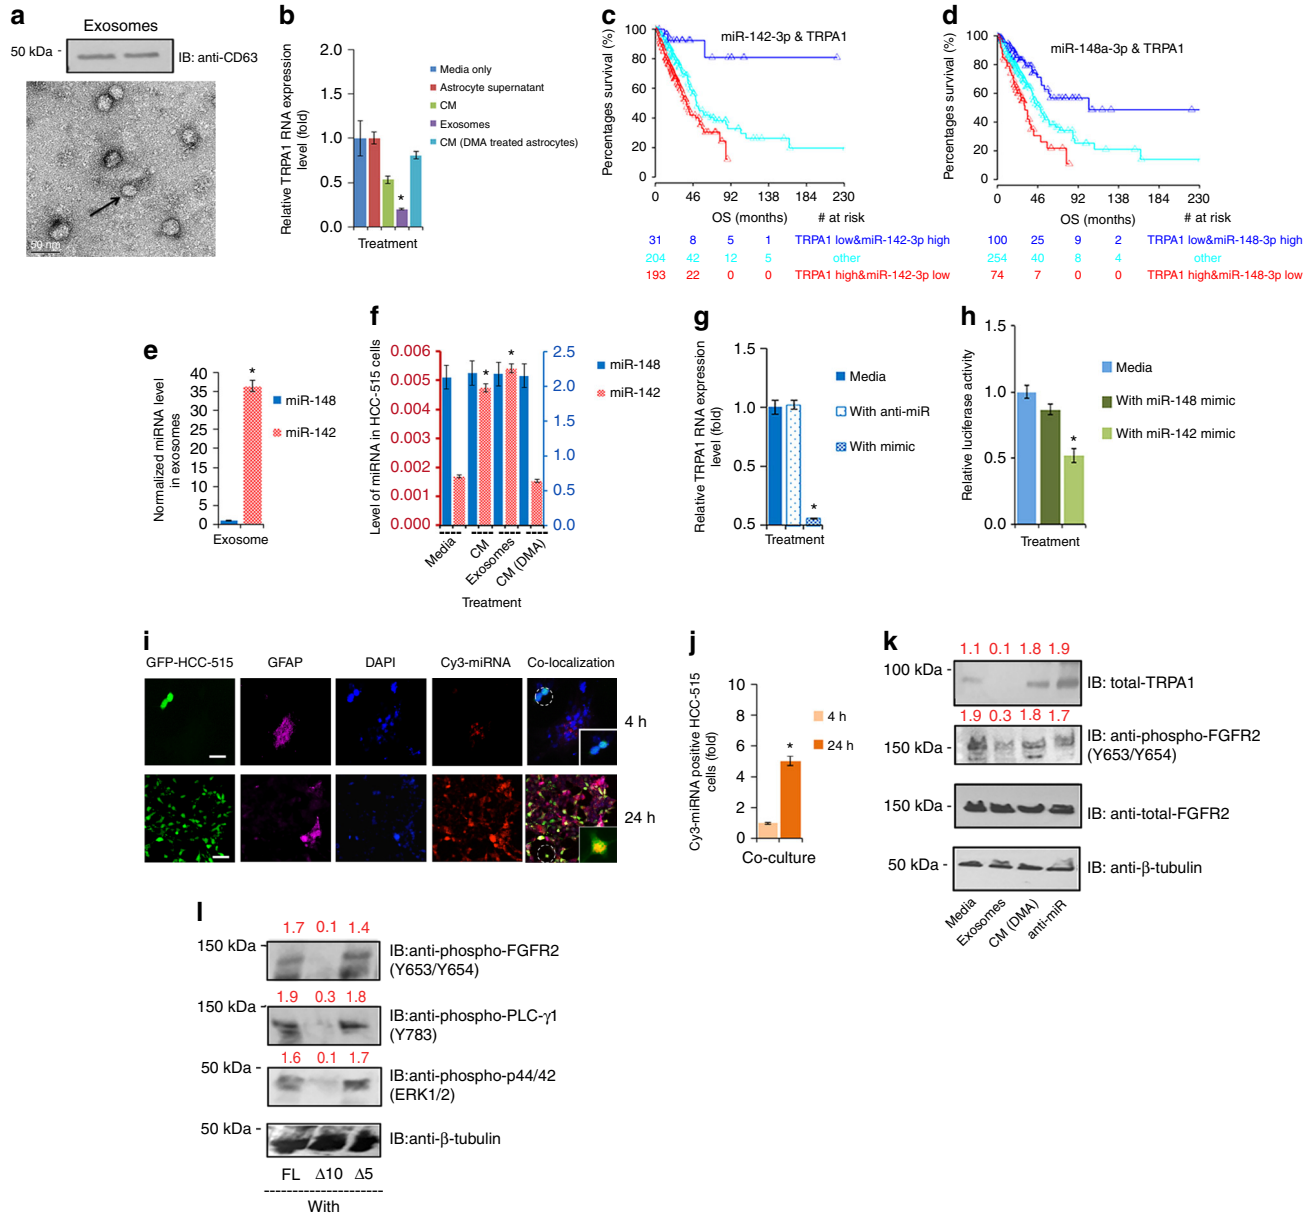 a
Exosomes
50 kDa -
IB: anti-CD63
50 nm
b
Relative TRPA1 RNA expression
level (fold)
2.0
1.5
1.0
0.5
0.0
Treatment
Media only
Astrocyte supernatant
CM
Exosomes
CM (DMA treated astrocytes)
*
c
miR-142-3p & TRPA1
Percentages survival (%)
100
80
60
40
20
0
0 46 92 138 184 230
OS (months) # at risk
31 8 5 1 TRPA1 low&miR-142-3p high
204 42 12 5 other
193 22 0 0 TRPA1 high&miR-142-3p low
d
miR-148a-3p & TRPA1
Percentages survival (%)
100
80
60
40
20
0
0 46 92 138 184 230
OS (months) # at risk
100 25 9 2 TRPA1 low&miR-148-3p high
254 40 8 4 other
74 7 0 0 TRPA1 high&miR-148-3p low
e
Normalized miRNA level
in exosomes
40
35
30
25
20
15
10
5
0
*
Exosome
miR-148
miR-142
f
Level of miRNA in HCC-515 cells
0.006
0.005
0.004
0.003
0.002
0.001
0.000
* *
2.5
2.0
1.5
1.0
0.5
0.0
miR-148
miR-142
Media
CM
Exosomes
CM (DMA)
Treatment
g
Relative TRPA1 RNA expression
level (fold)
1.5
1.0
0.5
0.5
*
Treatment
Media
With anti-miR
With mimic
h
Relative luciferase activity
1.5
1.0
0.5
0.0
*
Treatment
Media
With miR-148 mimic
With miR-142 mimic
i
GFP-HCC-515 GFAP DAPI Cy3-miRNA Co-localization
4 h
24 h
j
Cy3-miRNA positive HCC-515
cells (fold)
10
8
6
4
2
0
*
4 h
24 h
Co-culture
k
1.1 0.1 1.8 1.9
100 kDa -
IB: total-TRPA1
1.9 0.3 1.8 1.7
150 kDa -
IB: anti-phospho-FGFR2
(Y653/Y654)
150 kDa -
IB: anti-total-FGFR2
50 kDa -
IB: anti-β-tubulin
Media
Exosomes
CM (DMA)
anti-miR
l
1.7 0.1 1.4
150 kDa -
IB:anti-phospho-FGFR2
(Y653/Y654)
1.9 0.3 1.8
150 kDa -
IB:anti-phospho-PLC-γ1
(Y783)
1.6 0.1 1.7
50 kDa -
IB:anti-phospho-p44/42
(ERK1/2)
50 kDa -
IB:anti-β-tubulin
FL Δ10 Δ5
With